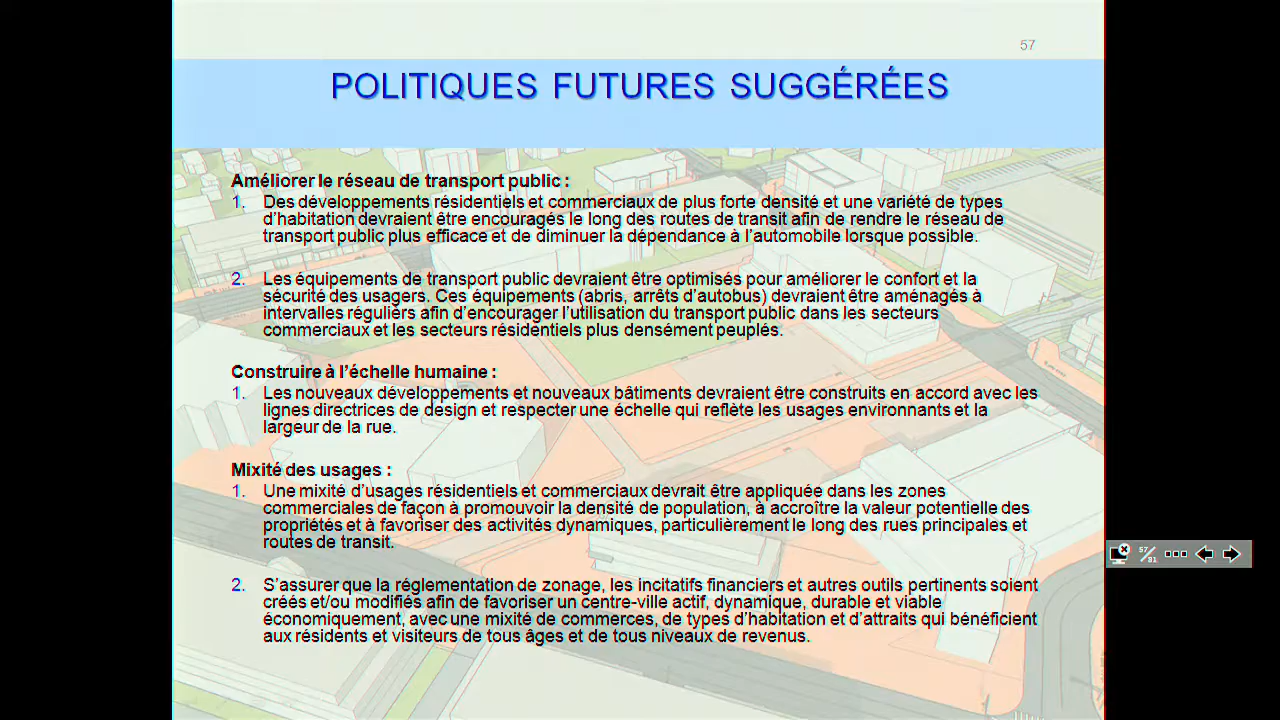 57
POLITIQUES FUTURES SUGGÉRÉES
Améliorer le réseau de transport public :
1. Des développements résidentiels et commerciaux de plus forte densité et une variété de types
d’habitation devraient être encouragés le long des routes de transit afin de rendre le réseau de
transport public plus efficace et de diminuer la dépendance à l’automobile lorsque possible.
2. Les équipements de transport public devraient être optimisés pour améliorer le confort et la
sécurité des usagers. Ces équipements (abris, arrêts d’autobus) devraient être aménagés à
intervalles réguliers afin d’encourager l’utilisation du transport public dans les secteurs
commerciaux et les secteurs résidentiels plus densément peuplés.
Construire à l’échelle humaine :
1. Les nouveaux développements et nouveaux bâtiments devraient être construits en accord avec les
lignes directrices de design et respecter une échelle qui reflète les usages environnants et la
largeur de la rue.
Mixité des usages :
1. Une mixité d’usages résidentiels et commerciaux devrait être appliquée dans les zones
commerciales de façon à promouvoir la densité de population, à accroître la valeur potentielle des
propriétés et à favoriser des activités dynamiques, particulièrement le long des rues principales et
routes de transit.
2. S’assurer que la réglementation de zonage, les incitatifs financiers et autres outils pertinents soient
créés et/ou modifiés afin de favoriser un centre-ville actif, dynamique, durable et viable
économiquement, avec une mixité de commerces, de types d’habitation et d’attraits qui bénéficient
aux résidents et visiteurs de tous âges et de tous niveaux de revenus.
57/81